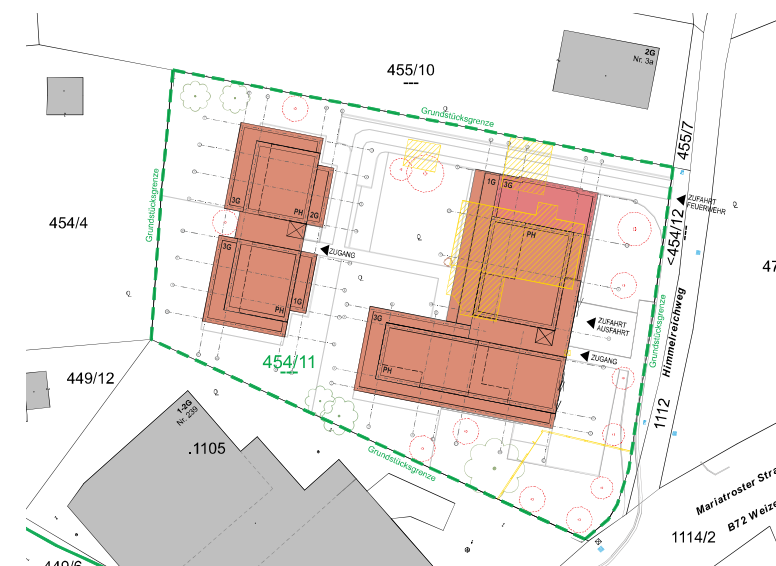 2G
Nr. 3a
455/10
Grundstücksgrenze
455/7
ZUFAHRT
FEUERWEHR
3G
PH
2G
1G
3G
PH
454/4
Grundstücksgrenze
<454/12
47
ZUGANG
3G
1G
PH
Himmelreichweg
ZUFAHRT
AUSFAHRT
3G
Grundstücksgrenze
ZUGANG
454/11
PH
449/12
1-2G
Nr. 239
.1105
1112
Grundstücksgrenze
Mariatroster Stra
B72 Weize
1114/2
449/6